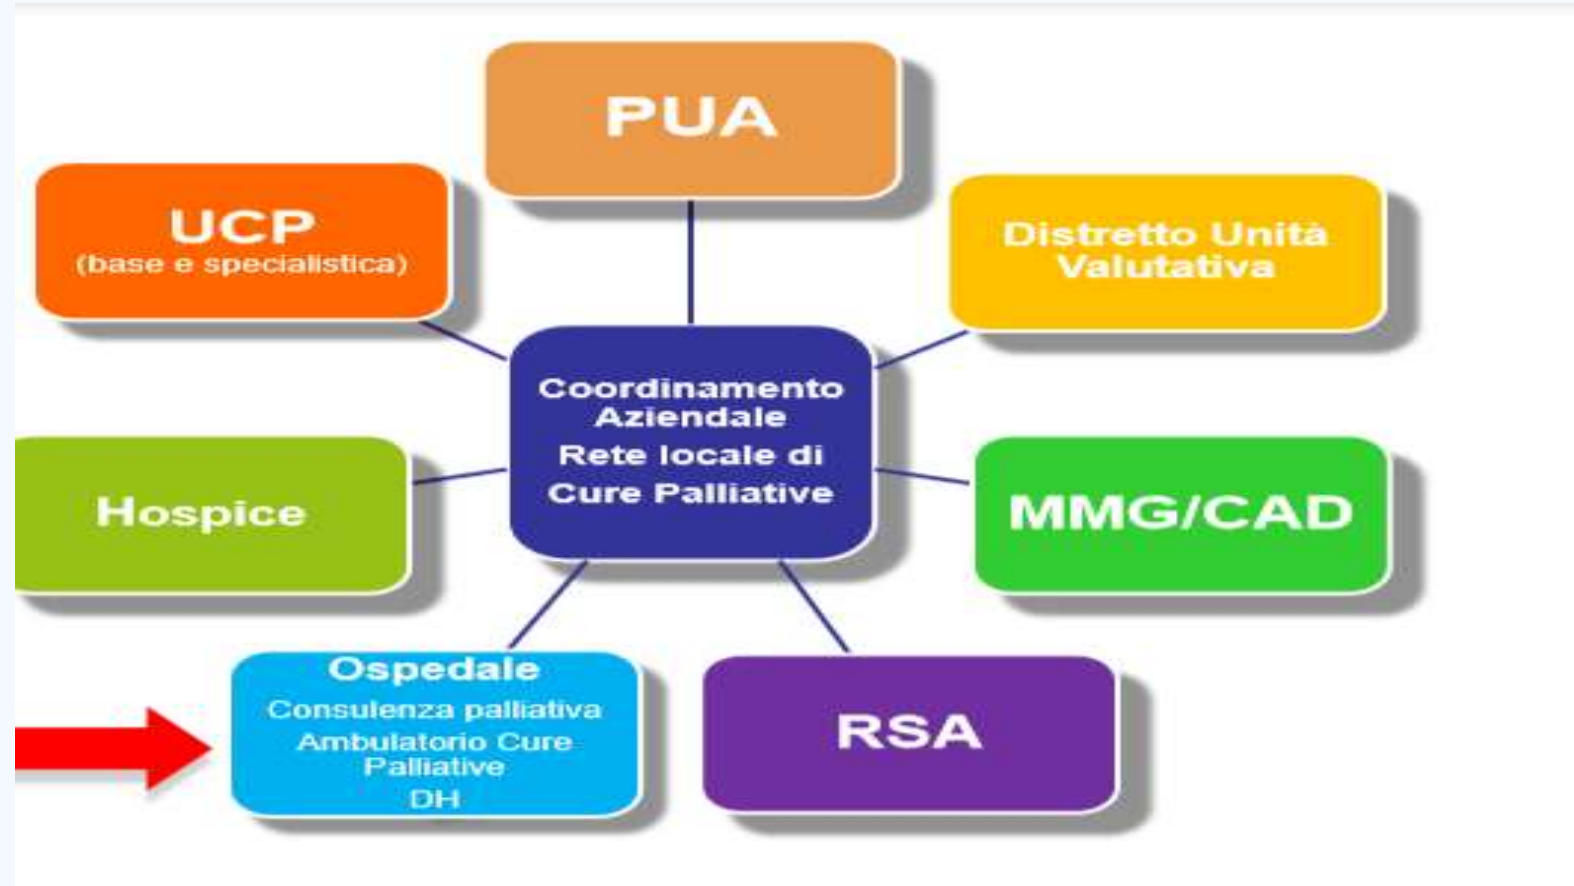 PUA
UCP
(base e specialistica)
Distretto Unità
Valutativa
Coordinamento
Aziendale
Rete locale di
Cure Palliative
Hospice
MMG/CAD
Ospedale
Consulenza palliativa
Ambulatorio Cure
Palliative
DH
RSA